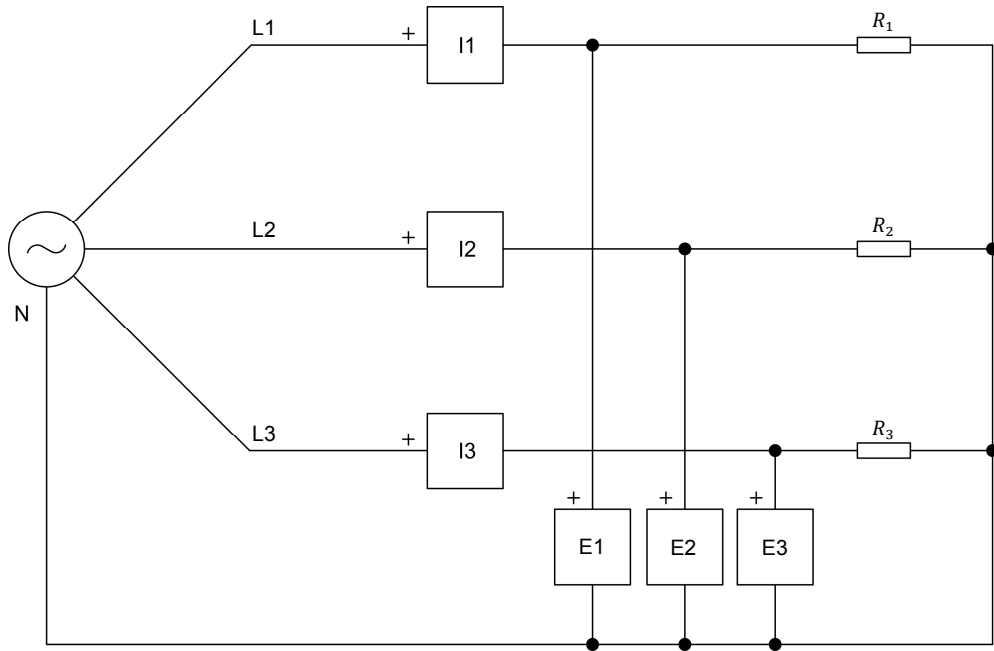 L1
+
I1
R₁
L2
+
I2
R₂
N
L3
+
I3
R₃
+
E1
+
E2
+
E3